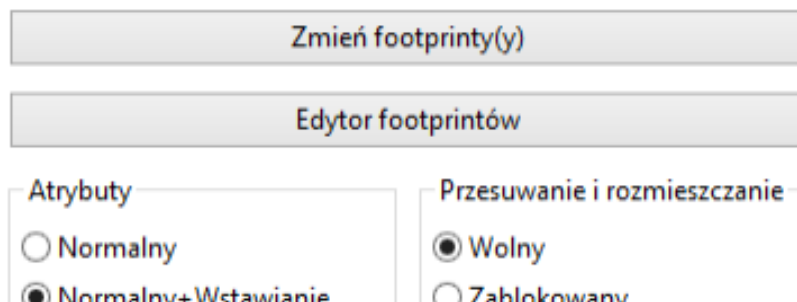 Zmień footprinty(y)
Edytor footprintów
Atrybuty
Przesuwanie i rozmieszczanie
Normalny
Wolny
Normalny+Wstawianie
Zablokowany